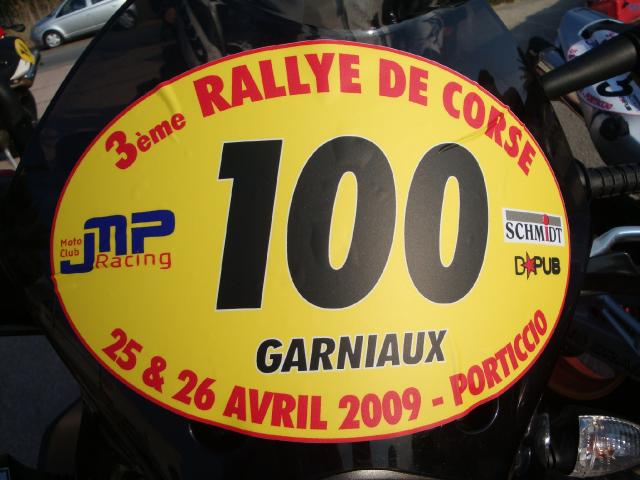 3ème RALLYE DE CORSE
100
Moto
Club
JMP
Racing
SCHMIDT
B PUB
GARNIAUX
25 & 26 AVRIL 2009 - PORTICCIO